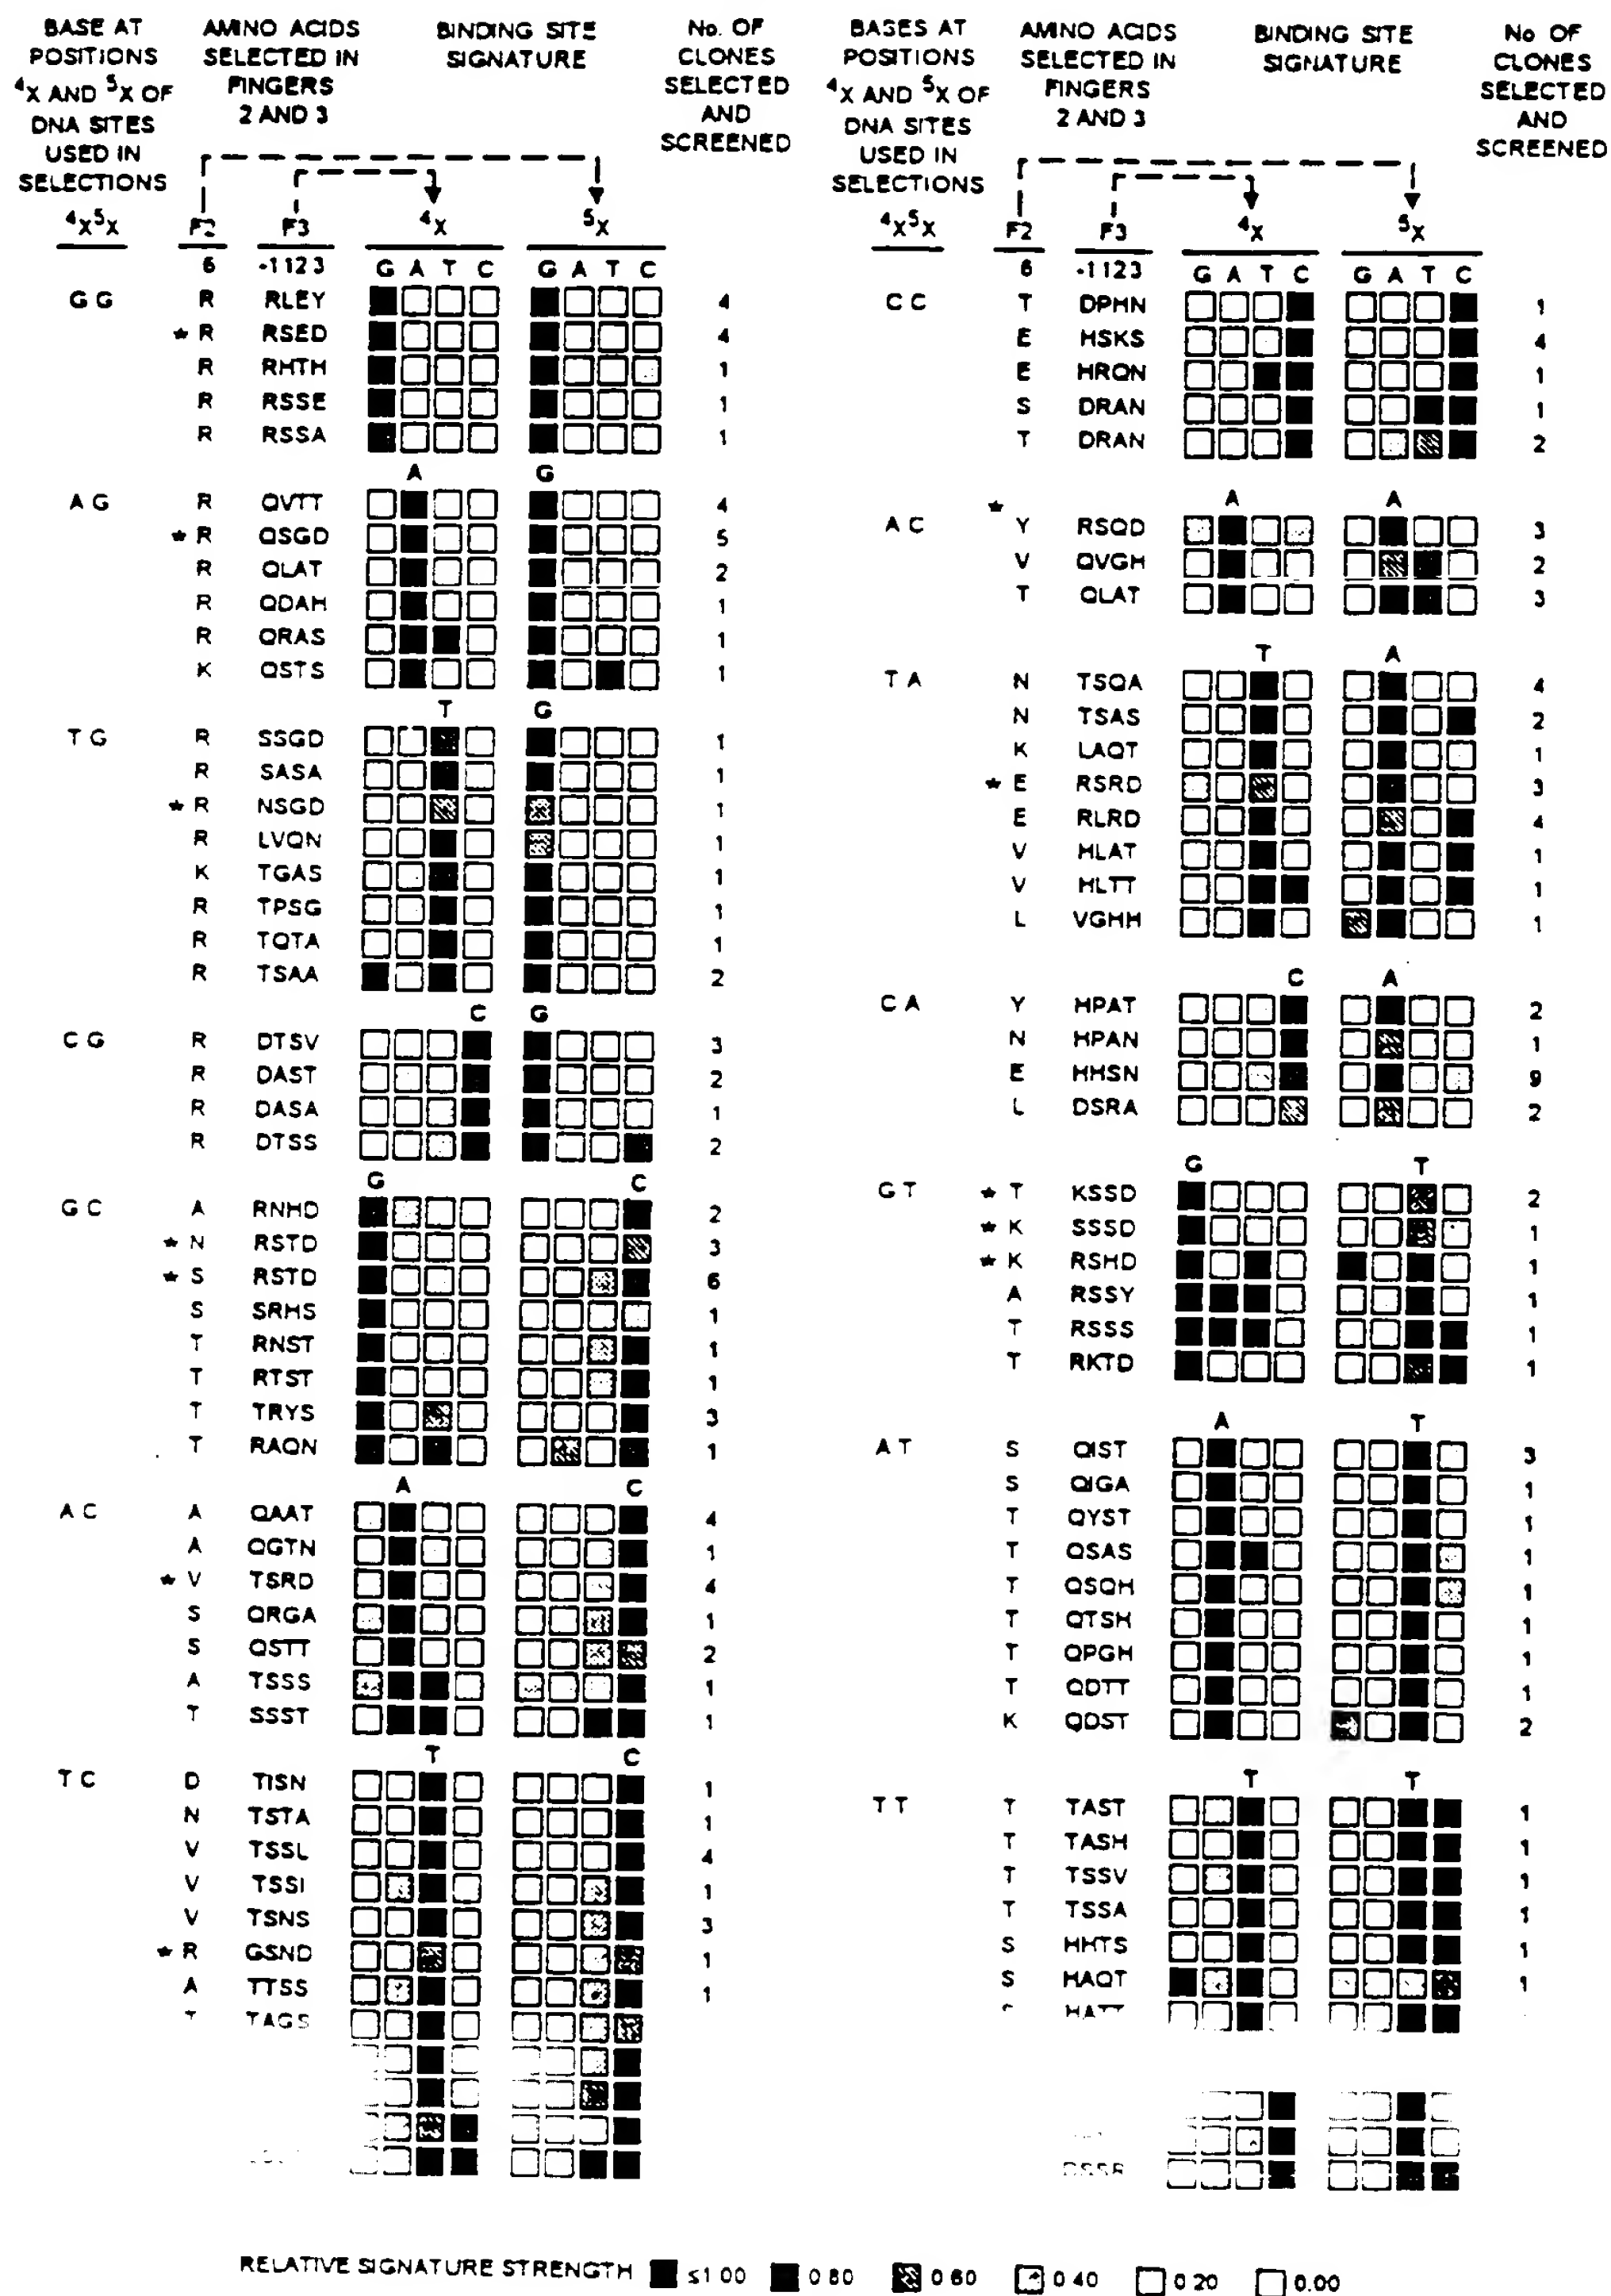 BASE AT POSITIONS 4X AND 5X OF DNA SITES USED IN SELECTIONS
AMINO ACIDS SELECTED IN FINGERS 2 AND 3
BINDING SITE SIGNATURE
No. OF CLONES SELECTED AND SCREENED
4X5X F2 F3 4X 5X
6 -1123 G A T C G A T C
G G R RLEY 4
* R RSED 4
R RHTH 1
R RSSE 1
R RSSA 1
A G
A G R QVTT 4
* R QSGD 5
R QLAT 2
R QDAH 1
R QRAS 1
K QSTS 1
T G
T G R SSGD 1
R SASA 1
* R NSGD 1
R LVQN 1
K TGAS 1
R TPSG 1
R TQTA 1
R TSAA 2
C G
C G R DTSV 3
R DAST 2
R DASA 1
R DTSS 2
G C
G C A RNHD 2
* N RSTD 3
* S RSTD 6
S SRHS 1
T RNST 1
T RTST 1
T TRYS 3
T RAQN 1
A C
A C A QAAT 4
A QGTN 1
* V TSRD 4
S QRGA 1
S QSTT 2
A TSSS 1
T SSST 1
T C
T C D TISN 1
N TSTA 1
V TSSL 4
V TSSI 1
V TSNS 3
* R GSND 1
A TTSS 1
T TAGS
BASES AT POSITIONS 4X AND 5X OF DNA SITES USED IN SELECTIONS
AMINO ACIDS SELECTED IN FINGERS 2 AND 3
BINDING SITE SIGNATURE
No OF CLONES SELECTED AND SCREENED
4X5X F2 F3 4X 5X
6 -1123 G A T C G A T C
C C T DPHN 1
E HSKS 4
E HRQN 1
S DRAN 1
T DRAN 2
* A A
A C Y RSQD 3
V QVGH 2
T QLAT 3
T A
T A N TSQA 4
N TSAS 2
K LAQT 1
* E RSRD 3
E RLRD 4
V HLAT 1
V HLTT 1
L VGHH 1
C A
C A Y HPAT 2
N HPAN 1
E HHSN 9
L DSRA 2
G T
G T * T KSSD 2
* K SSSD 1
* K RSHD 1
A RSSY 1
T RSSS 1
T RKTD 1
A T
A T S QIST 3
S QIGA 1
T QYST 1
T QSAS 1
T QSQH 1
T QTSH 1
T QPGH 1
T QDTT 1
K QDST 2
T T
T T T TAST 1
T TASH 1
T TSSV 1
T TSSA 1
S HHTS 1
S HAQT 1
HATT
DSSR
RELATIVE SIGNATURE STRENGTH ≤1 00 0 80 0 60 0 40 0 20 0.00